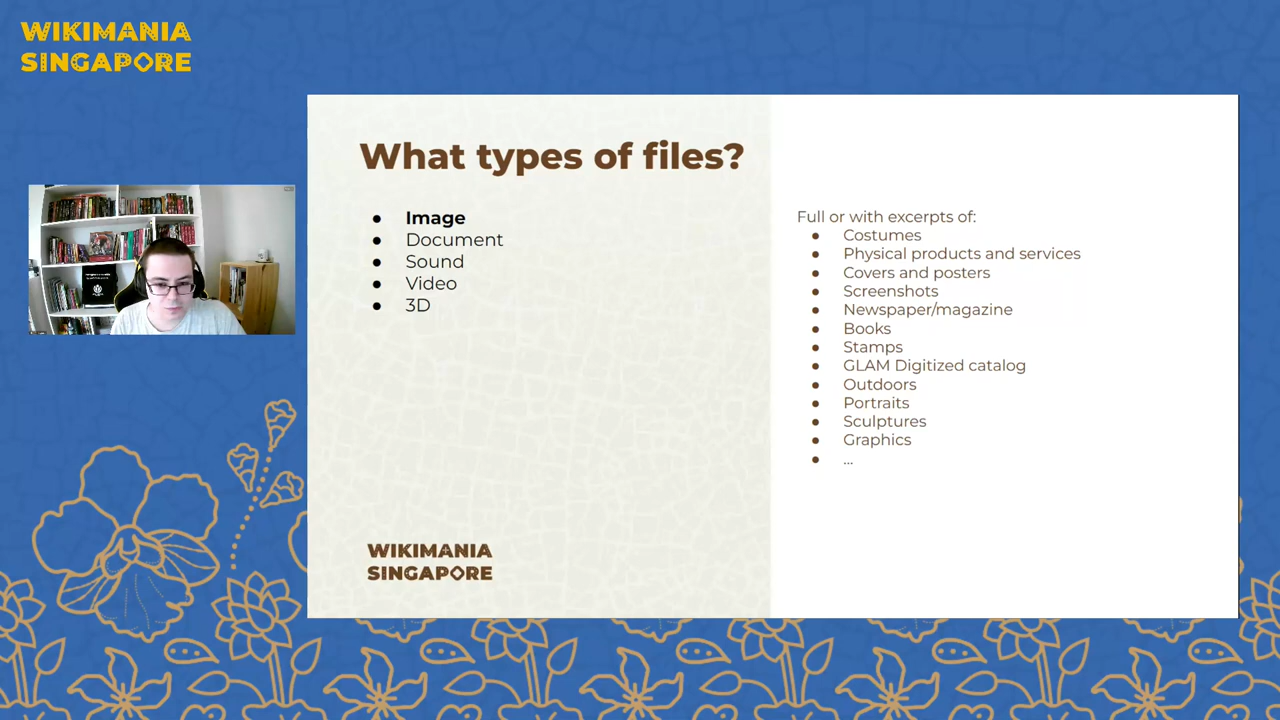 WIKIMANIA
SINGAPORE
What types of files?
● Image
● Document
● Sound
● Video
● 3D
Full or with excerpts of:
● Costumes
● Physical products and services
● Covers and posters
● Screenshots
● Newspaper/magazine
● Books
● Stamps
● GLAM Digitized catalog
● Outdoors
● Portraits
● Sculptures
● Graphics
● ...
WIKIMANIA
SINGAPORE